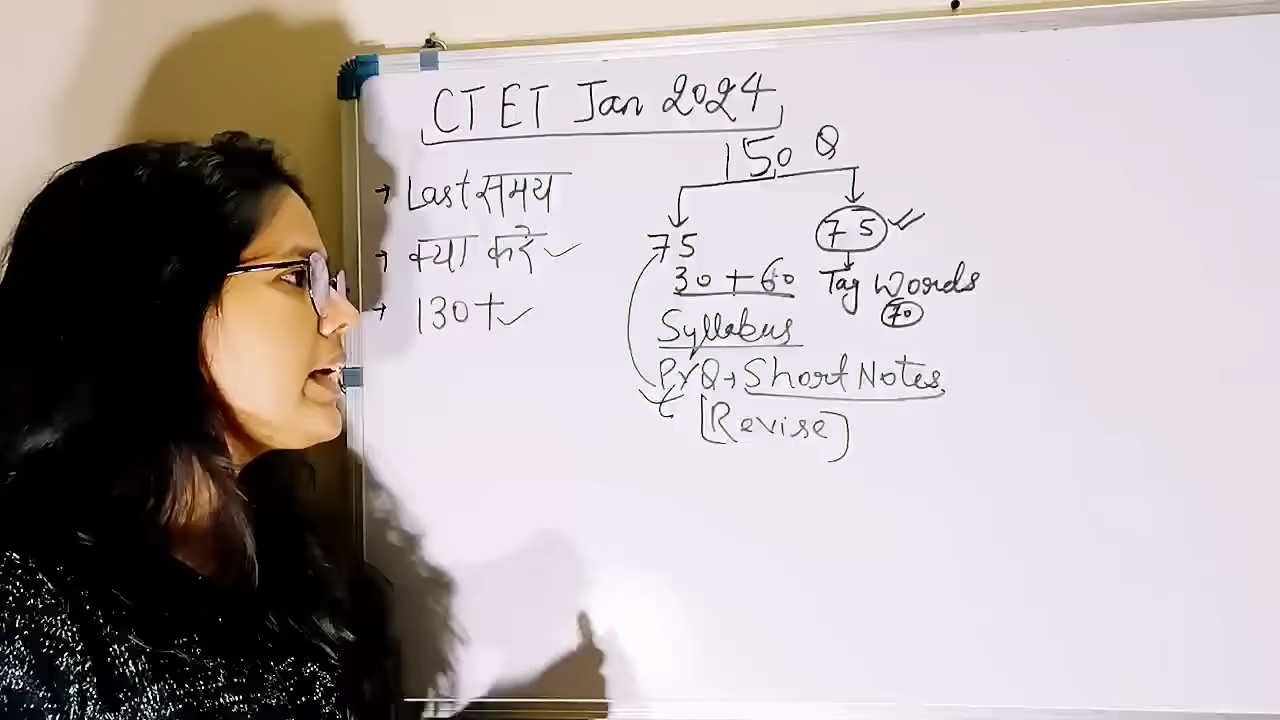 CTET Jan 2024
→ Last समय
→ क्या करें ✓
→ 130+ ✓
150 Q
75
75 ✓
30 + 60
Tag Words
70
Syllabus
PYQ → Short Notes
[Revise]